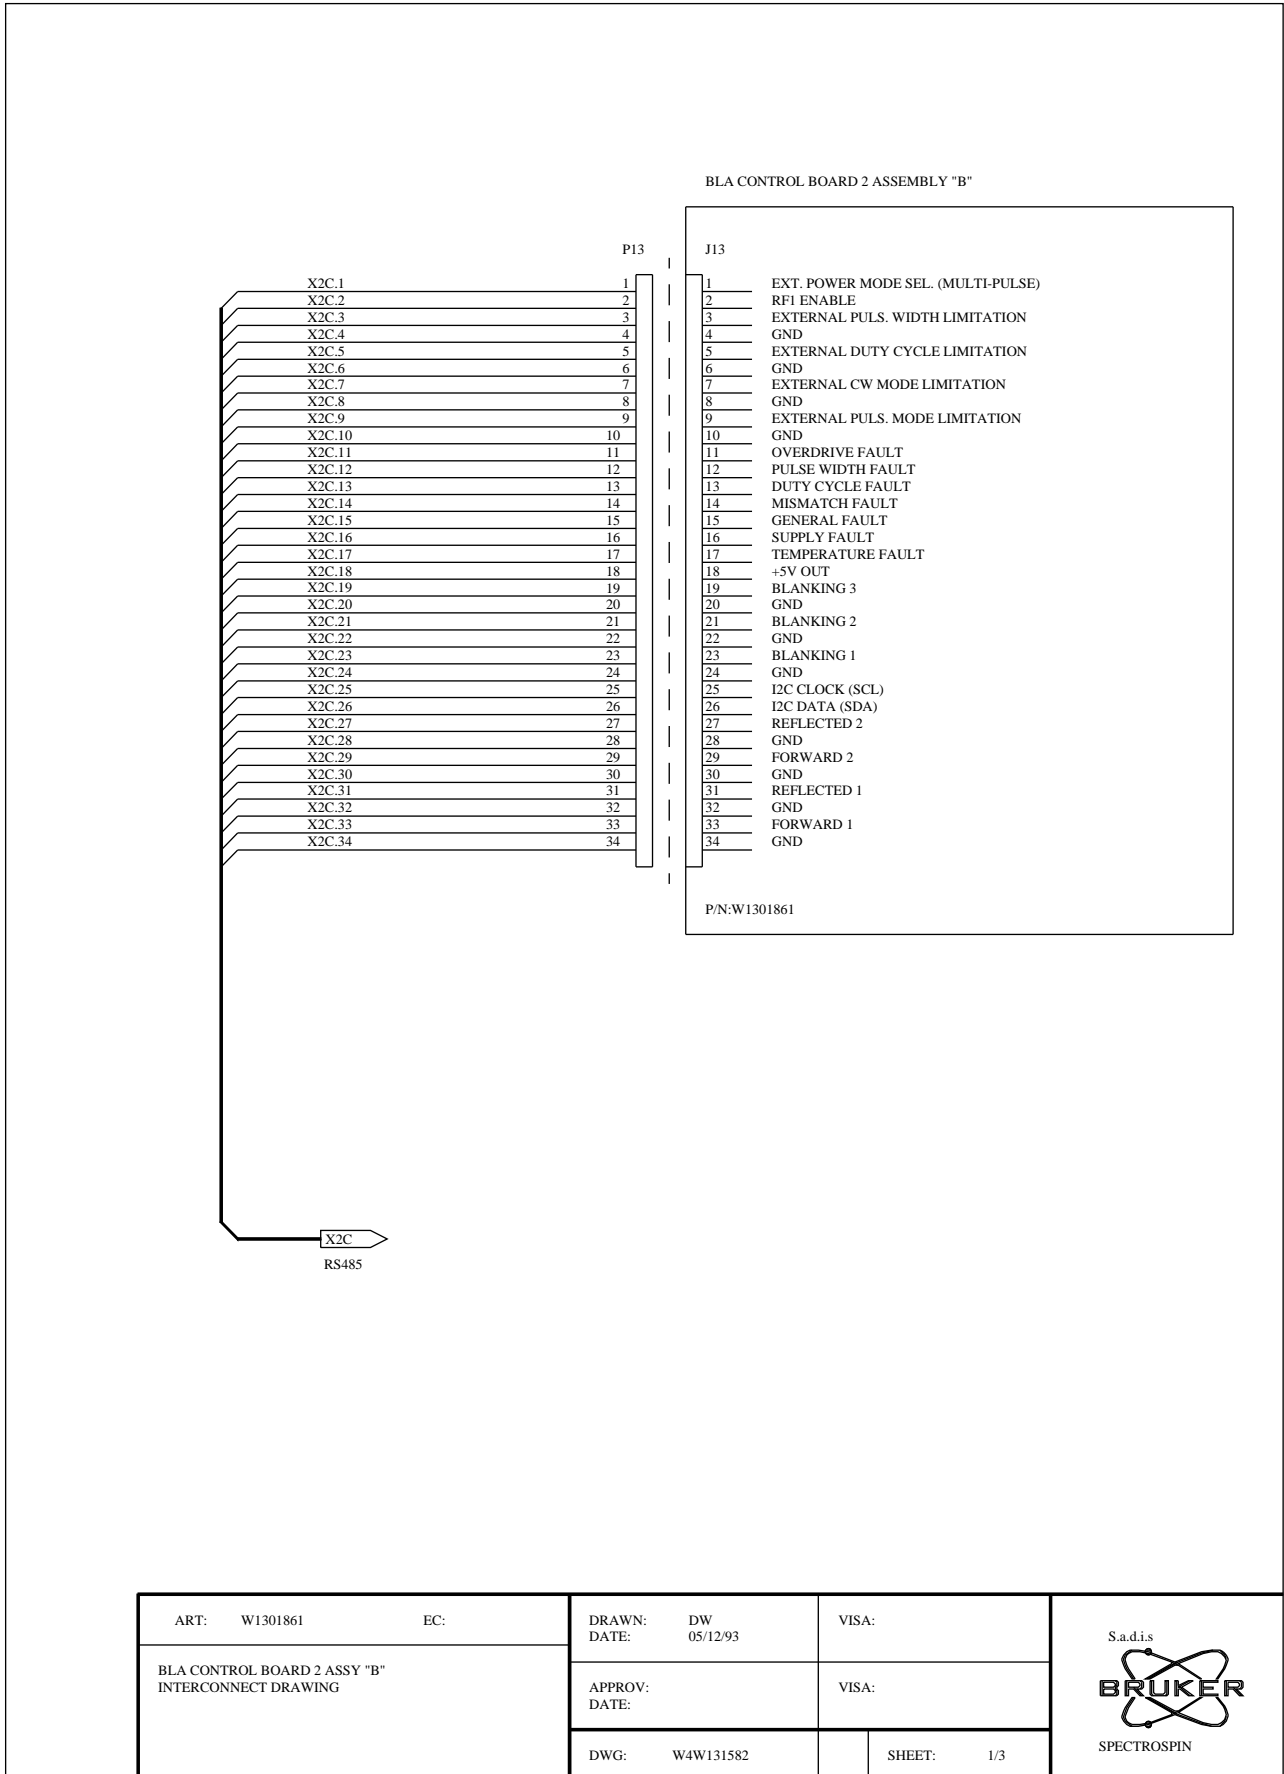 BLA CONTROL BOARD 2 ASSEMBLY "B"
P13 J13
X2C.1 1 1 EXT. POWER MODE SEL. (MULTI-PULSE)
X2C.2 2 2 RF1 ENABLE
X2C.3 3 3 EXTERNAL PULS. WIDTH LIMITATION
X2C.4 4 4 GND
X2C.5 5 5 EXTERNAL DUTY CYCLE LIMITATION
X2C.6 6 6 GND
X2C.7 7 7 EXTERNAL CW MODE LIMITATION
X2C.8 8 8 GND
X2C.9 9 9 EXTERNAL PULS. MODE LIMITATION
X2C.10 10 10 GND
X2C.11 11 11 OVERDRIVE FAULT
X2C.12 12 12 PULSE WIDTH FAULT
X2C.13 13 13 DUTY CYCLE FAULT
X2C.14 14 14 MISMATCH FAULT
X2C.15 15 15 GENERAL FAULT
X2C.16 16 16 SUPPLY FAULT
X2C.17 17 17 TEMPERATURE FAULT
X2C.18 18 18 +5V OUT
X2C.19 19 19 BLANKING 3
X2C.20 20 20 GND
X2C.21 21 21 BLANKING 2
X2C.22 22 22 GND
X2C.23 23 23 BLANKING 1
X2C.24 24 24 GND
X2C.25 25 25 I2C CLOCK (SCL)
X2C.26 26 26 I2C DATA (SDA)
X2C.27 27 27 REFLECTED 2
X2C.28 28 28 GND
X2C.29 29 29 FORWARD 2
X2C.30 30 30 GND
X2C.31 31 31 REFLECTED 1
X2C.32 32 32 GND
X2C.33 33 33 FORWARD 1
X2C.34 34 34 GND
P/N:W1301861
X2C
RS485
ART: W1301861 EC:
BLA CONTROL BOARD 2 ASSY "B"
INTERCONNECT DRAWING
DRAWN: DW
DATE: 05/12/93
VISA:
APPROV:
DATE:
VISA:
DWG: W4W131582
SHEET: 1/3
S.a.d.i.s
BRUKER
SPECTROSPIN